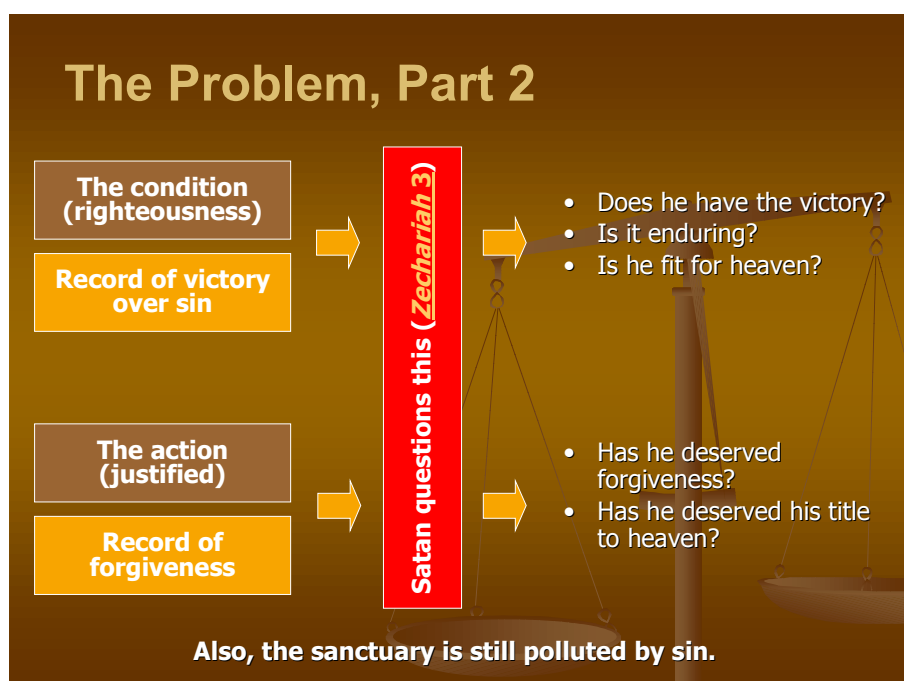 The Problem, Part 2
The condition
(righteousness)
Record of victory
over sin
The action
(justified)
Record of
forgiveness
Satan questions this (Zechariah 3)
• Does he have the victory?
• Is it enduring?
• Is he fit for heaven?
• Has he deserved
forgiveness?
• Has he deserved his title
to heaven?
Also, the sanctuary is still polluted by sin.